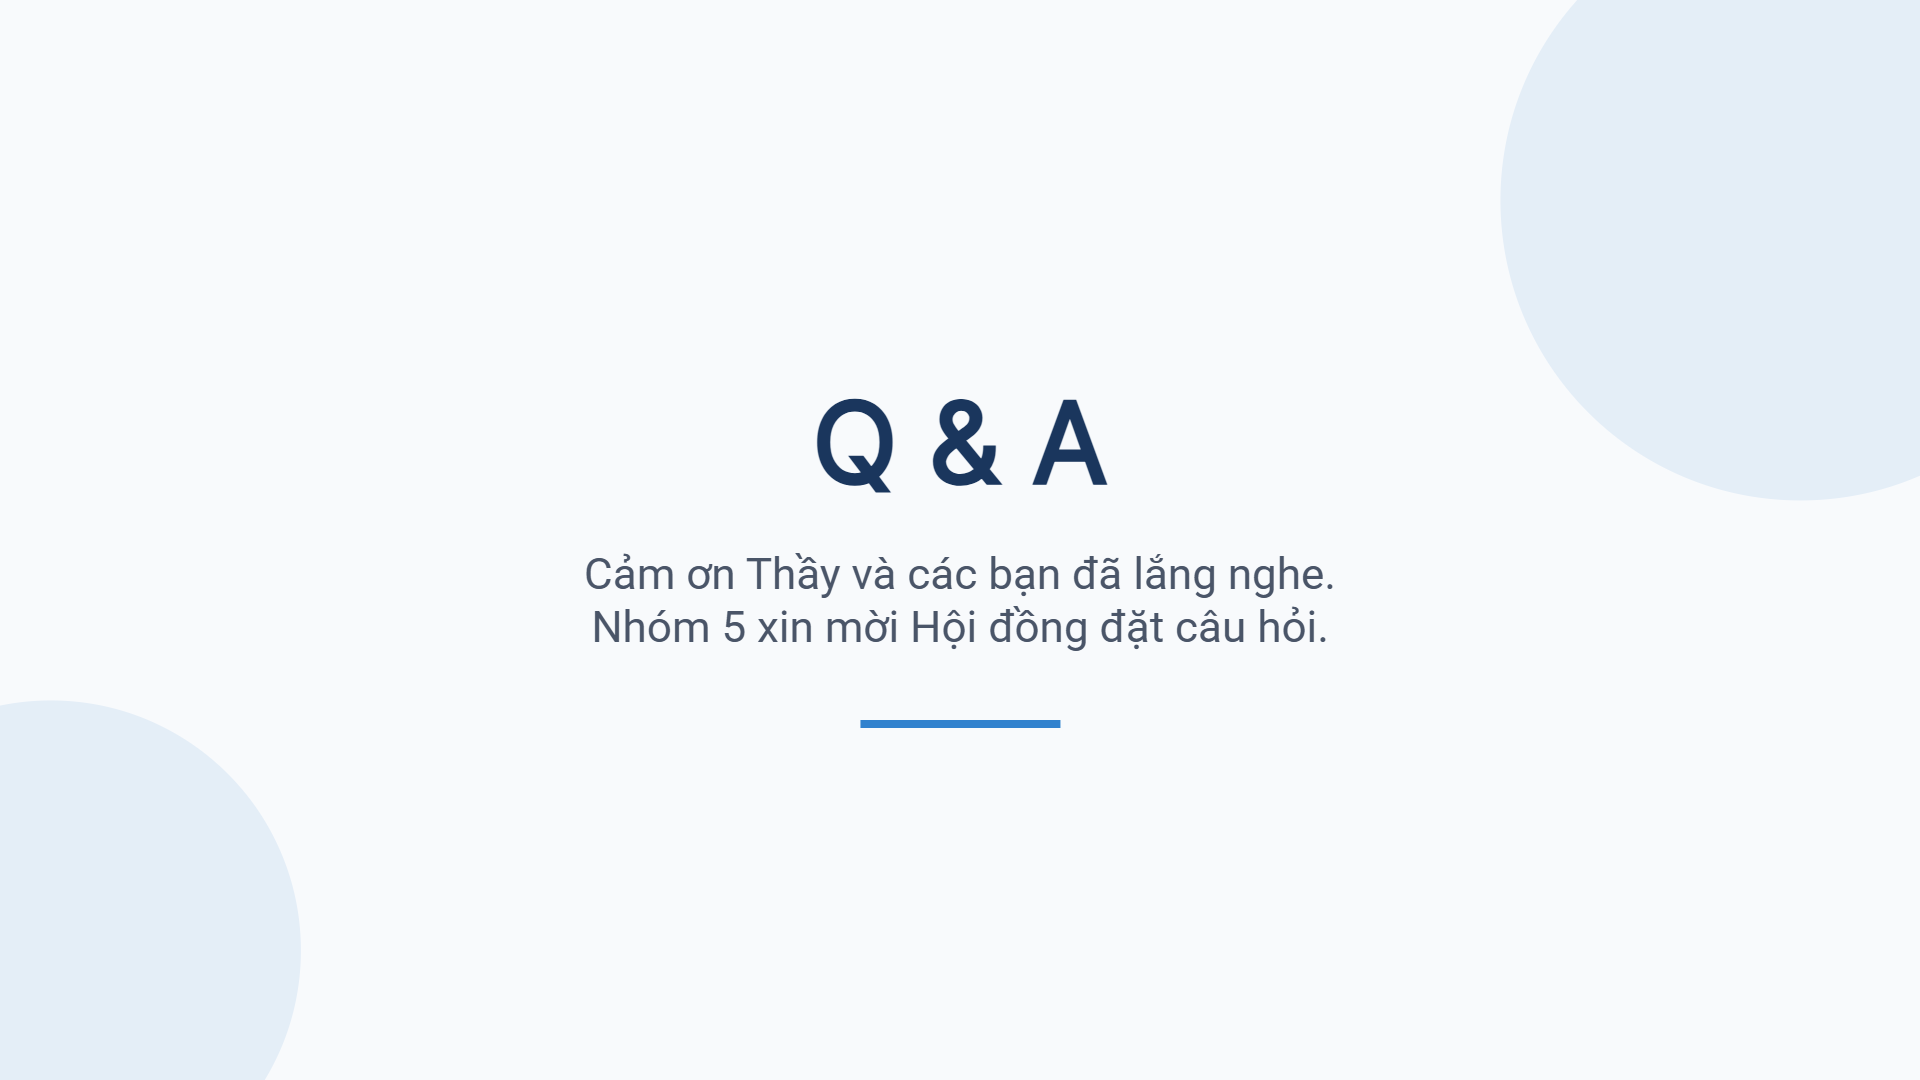 Q & A
Cảm ơn Thầy và các bạn đã lắng nghe.
Nhóm 5 xin mời Hội đồng đặt câu hỏi.